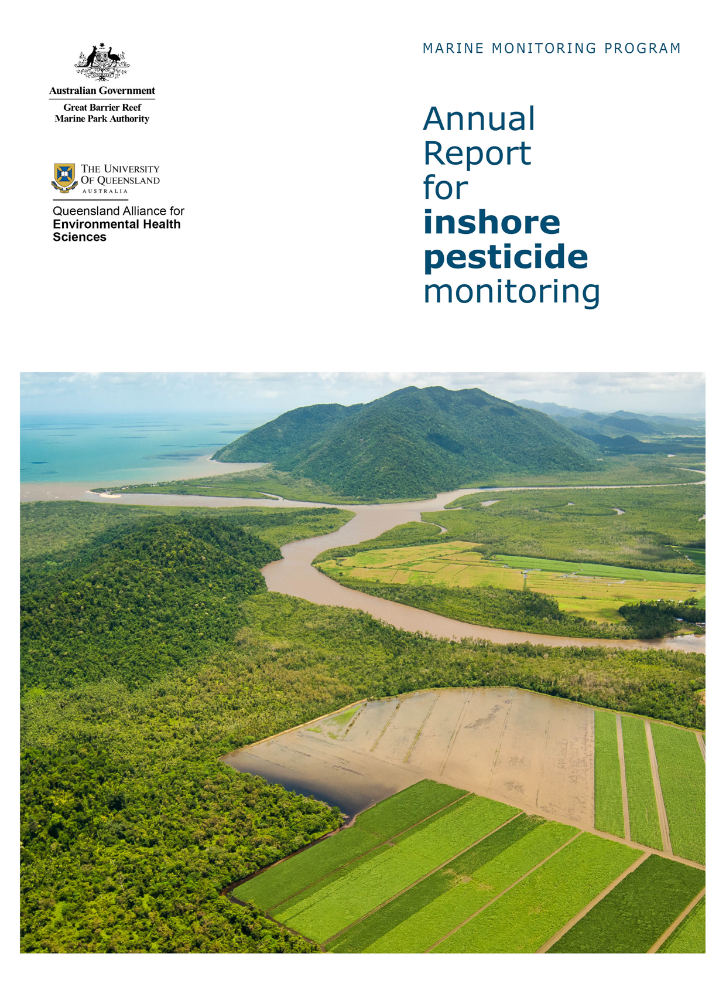 MARINE MONITORING PROGRAM
AUSTRALIA
Australian Government
Great Barrier Reef
Marine Park Authority
THE UNIVERSITY
OF QUEENSLAND
AUSTRALIA
Queensland Alliance for
Environmental Health
Sciences
Annual
Report
for
inshore
pesticide
monitoring